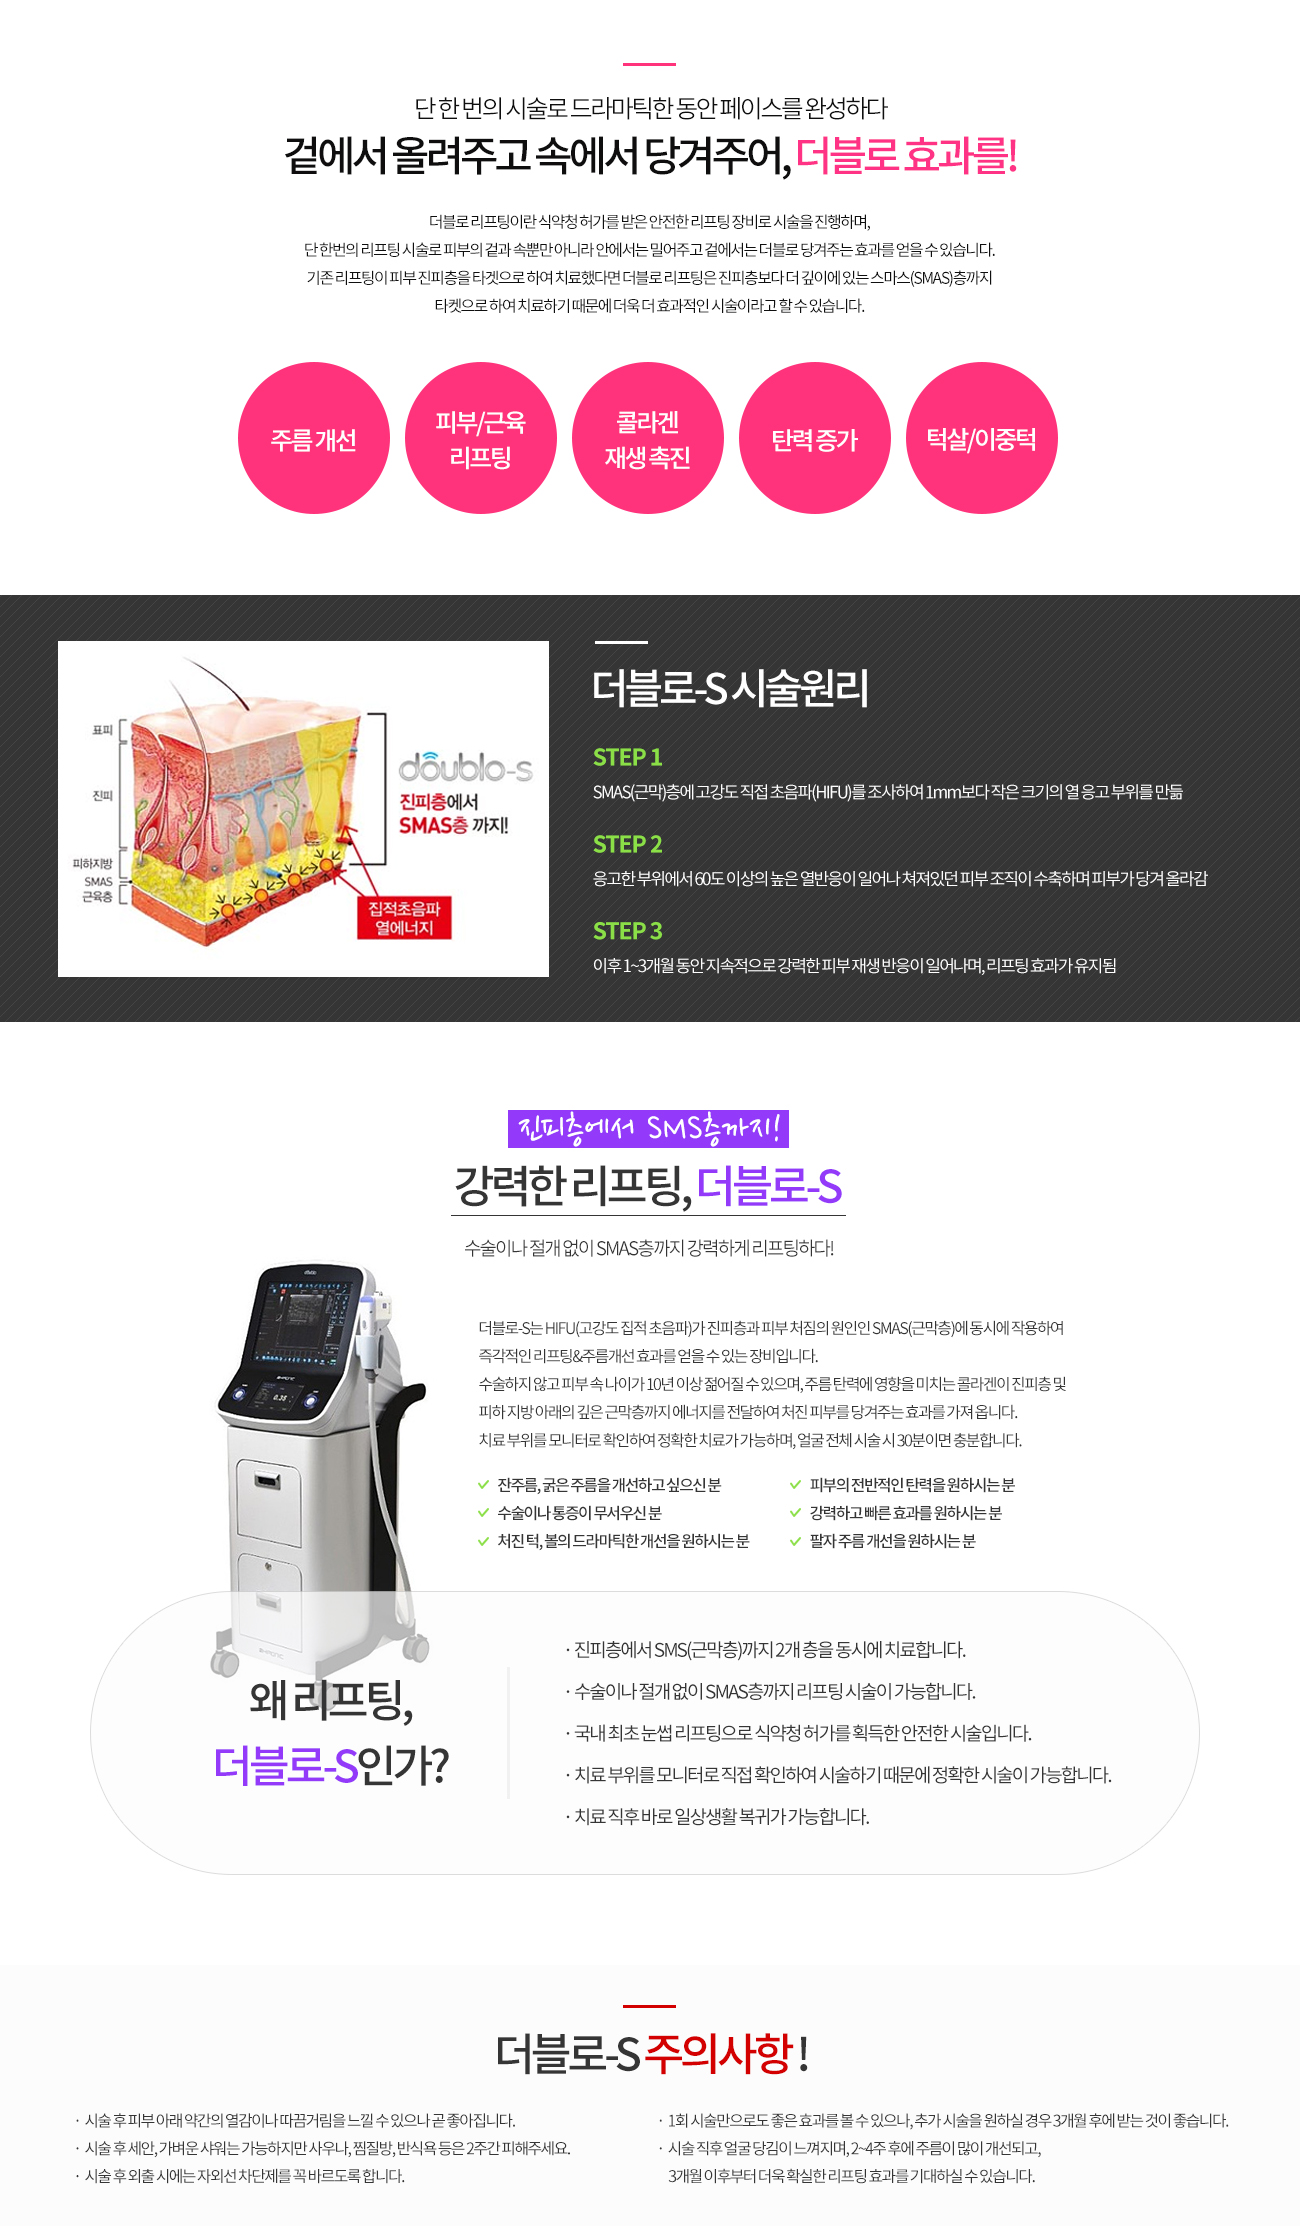 단 한 번의 시술로 드라마틱한 동안 페이스를 완성하다
겉에서 올려주고 속에서 당겨주어, 더블로 효과를!
더블로 리프팅이란 식약청 허가를 받은 안전한 리프팅 장비로 시술을 진행하며,
단 한번의 리프팅 시술로 피부의 겉과 속뿐만 아니라 안에서는 밀어주고 겉에서는 더블로 당겨주는 효과를 얻을 수 있습니다.
기존 리프팅이 피부 진피층을 타겟으로 하여 치료했다면 더블로 리프팅은 진피층보다 더 깊이에 있는 스마스(SMAS)층까지
타켓으로 하여 치료하기 때문에 더욱 더 효과적인 시술이라고 할 수 있습니다.
주름 개선
피부/근육
리프팅
콜라겐
재생 촉진
탄력 증가
턱살/이중턱
표피
진피
피하지방
SMAS
근육층
doublo-s
진피층에서
SMAS층 까지!
집적초음파
열에너지
더블로-S 시술원리
STEP 1
SMAS(근막)층에 고강도 직접 초음파(HIFU)를 조사하여 1mm보다 작은 크기의 열 응고 부위를 만듦
STEP 2
응고한 부위에서 60도 이상의 높은 열반응이 일어나 쳐져있던 피부 조직이 수축하며 피부가 당겨 올라감
STEP 3
이후 1~3개월 동안 지속적으로 강력한 피부 재생 반응이 일어나며, 리프팅 효과가 유지됨
진피층에서 SMS층까지!
강력한 리프팅, 더블로-S
수술이나 절개 없이 SMAS층까지 강력하게 리프팅하다!
더블로-S는 HIFU(고강도 집적 초음파)가 진피층과 피부 처짐의 원인인 SMAS(근막층)에 동시에 작용하여
즉각적인 리프팅&주름개선 효과를 얻을 수 있는 장비입니다.
수술하지 않고 피부 속 나이가 10년 이상 젊어질 수 있으며, 주름 탄력에 영향을 미치는 콜라겐이 진피층 및
피하 지방 아래의 깊은 근막층까지 에너지를 전달하여 처진 피부를 당겨주는 효과를 가져 옵니다.
치료 부위를 모니터로 확인하여 정확한 치료가 가능하며, 얼굴 전체 시술 시 30분이면 충분합니다.
잔주름, 굵은 주름을 개선하고 싶으신 분
수술이나 통증이 무서우신 분
처진 턱, 볼의 드라마틱한 개선을 원하시는 분
피부의 전반적인 탄력을 원하시는 분
강력하고 빠른 효과를 원하시는 분
팔자 주름 개선을 원하시는 분
왜 리프팅,
더블로-S인가?
· 진피층에서 SMS(근막층)까지 2개 층을 동시에 치료합니다.
· 수술이나 절개 없이 SMAS층까지 리프팅 시술이 가능합니다.
· 국내 최초 눈썹 리프팅으로 식약청 허가를 획득한 안전한 시술입니다.
· 치료 부위를 모니터로 직접 확인하여 시술하기 때문에 정확한 시술이 가능합니다.
· 치료 직후 바로 일상생활 복귀가 가능합니다.
더블로-S 주의사항 !
· 시술 후 피부 아래 약간의 열감이나 따끔거림을 느낄 수 있으나 곧 좋아집니다.
· 시술 후 세안, 가벼운 샤워는 가능하지만 사우나, 찜질방, 반식욕 등은 2주간 피해주세요.
· 시술 후 외출 시에는 자외선 차단제를 꼭 바르도록 합니다.
· 1회 시술만으로도 좋은 효과를 볼 수 있으나, 추가 시술을 원하실 경우 3개월 후에 받는 것이 좋습니다.
· 시술 직후 얼굴 당김이 느껴지며, 2~4주 후에 주름이 많이 개선되고,
3개월 이후부터 더욱 확실한 리프팅 효과를 기대하실 수 있습니다.